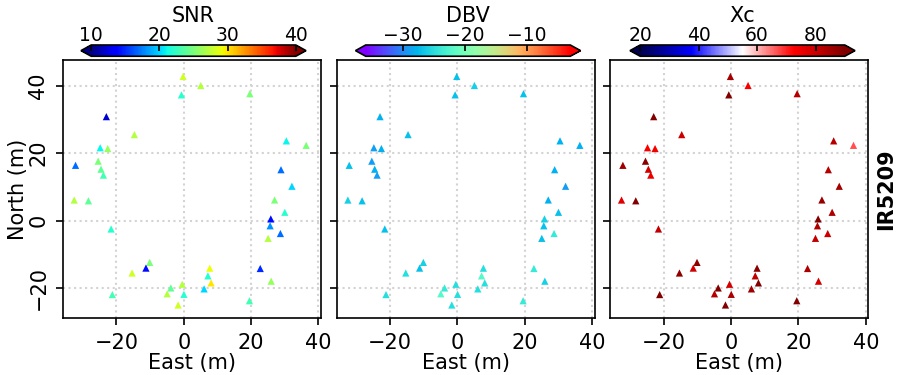 SNR DBV Xc
10 20 30 40 −30 −20 −10 20 40 60 80
40
20
0
−20
North (m)
IR5209
−20 0 20 40 −20 0 20 40 −20 0 20 40
East (m) East (m) East (m)